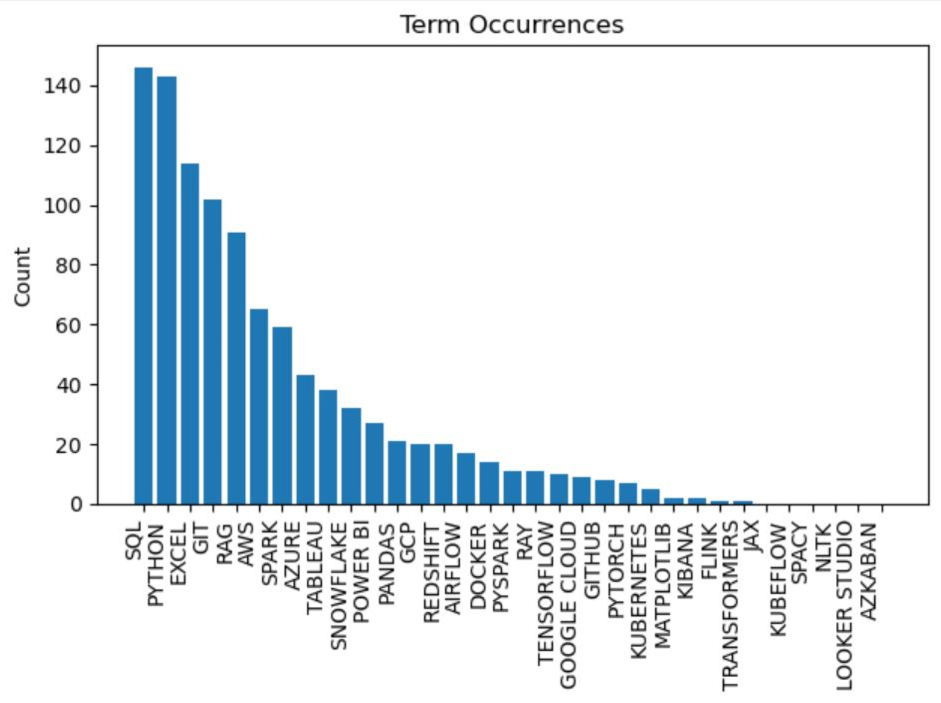 Term Occurrences
Count
140
120
100
80
60
40
20
0
SQL
PYTHON
EXCEL
GIT
RAG
AWS
SPARK
AZURE
TABLEAU
SNOWFLAKE
POWER BI
PANDAS
GCP
REDSHIFT
AIRFLOW
DOCKER
PYSPARK
RAY
TENSORFLOW
GOOGLE CLOUD
GITHUB
PYTORCH
KUBERNETES
MATPLOTLIB
KIBANA
FLINK
TRANSFORMERS
JAX
KUBEFLOW
SPACY
NLTK
LOOKER STUDIO
AZKABAN